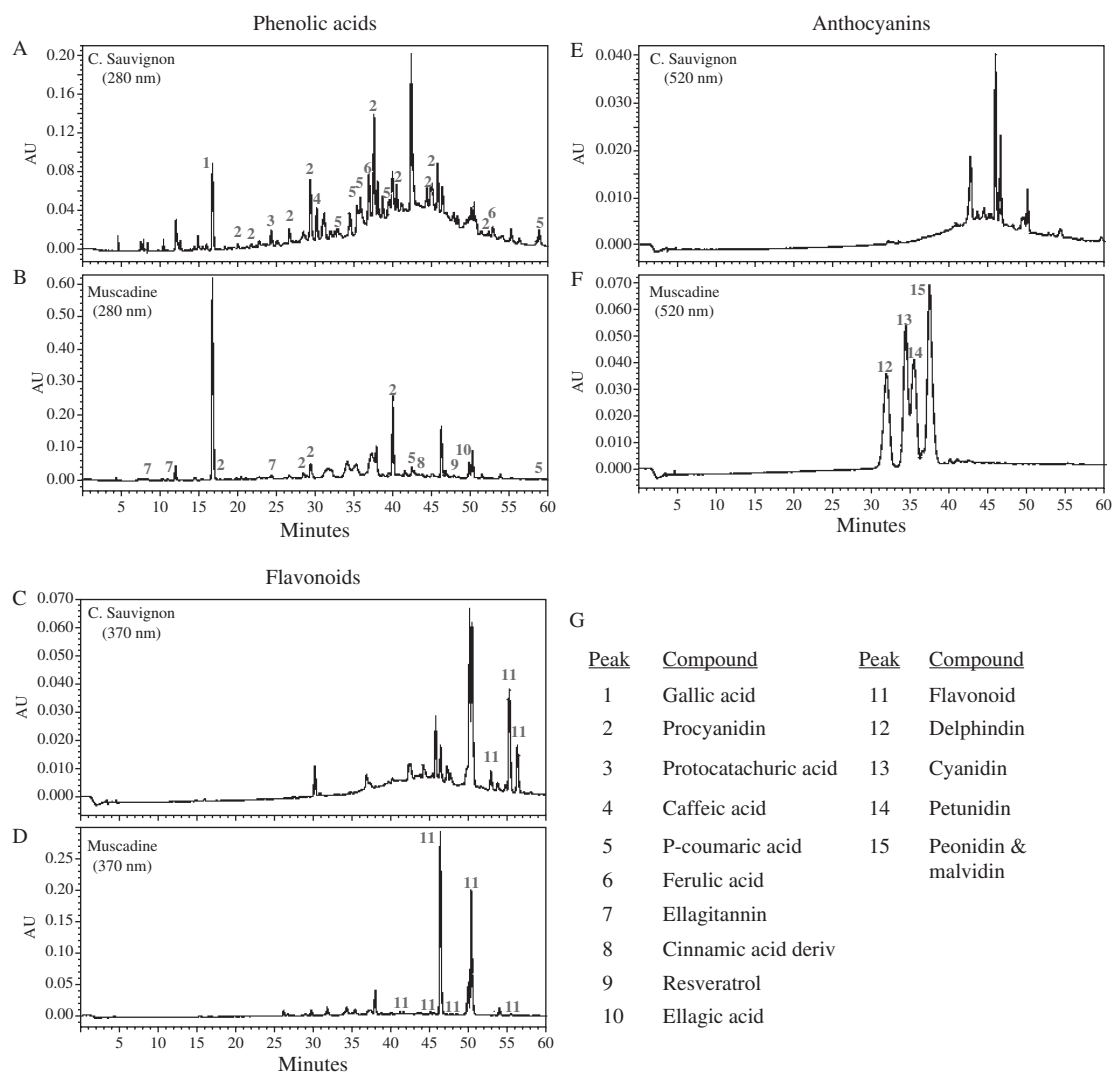 Phenolic acids
A
C. Sauvignon
(280 nm)
AU
0.20
0.16
0.12
0.08
0.04
0.00
1
2
2
3
2
2
4
5
5
5
6
2
5
2
2
2
2
6
5
B
Muscadine
(280 nm)
AU
0.60
0.50
0.40
0.30
0.20
0.10
0.00
7
7
2
7
2
2
2
5
8
9
10
5
5 10 15 20 25 30 35 40 45 50 55 60
Minutes
Anthocyanins
E
C. Sauvignon
(520 nm)
AU
0.040
0.030
0.020
0.010
0.000
F
Muscadine
(520 nm)
AU
0.070
0.060
0.050
0.040
0.030
0.020
0.010
0.000
12
13
14
15
5 10 15 20 25 30 35 40 45 50 55 60
Minutes
Flavonoids
C
C. Sauvignon
(370 nm)
AU
0.070
0.060
0.050
0.040
0.030
0.020
0.010
0.000
11
11
11
D
Muscadine
(370 nm)
AU
0.25
0.20
0.15
0.10
0.05
0.00
11
11
11
11
11
11
5 10 15 20 25 30 35 40 45 50 55 60
Minutes
G
Peak Compound Peak Compound
1 Gallic acid 11 Flavonoid
2 Procyanidin 12 Delphindin
3 Protocatachuric acid 13 Cyanidin
4 Caffeic acid 14 Petunidin
5 P-coumaric acid 15 Peonidin &
malvidin
6 Ferulic acid
7 Ellagitannin
8 Cinnamic acid deriv
9 Resveratrol
10 Ellagic acid